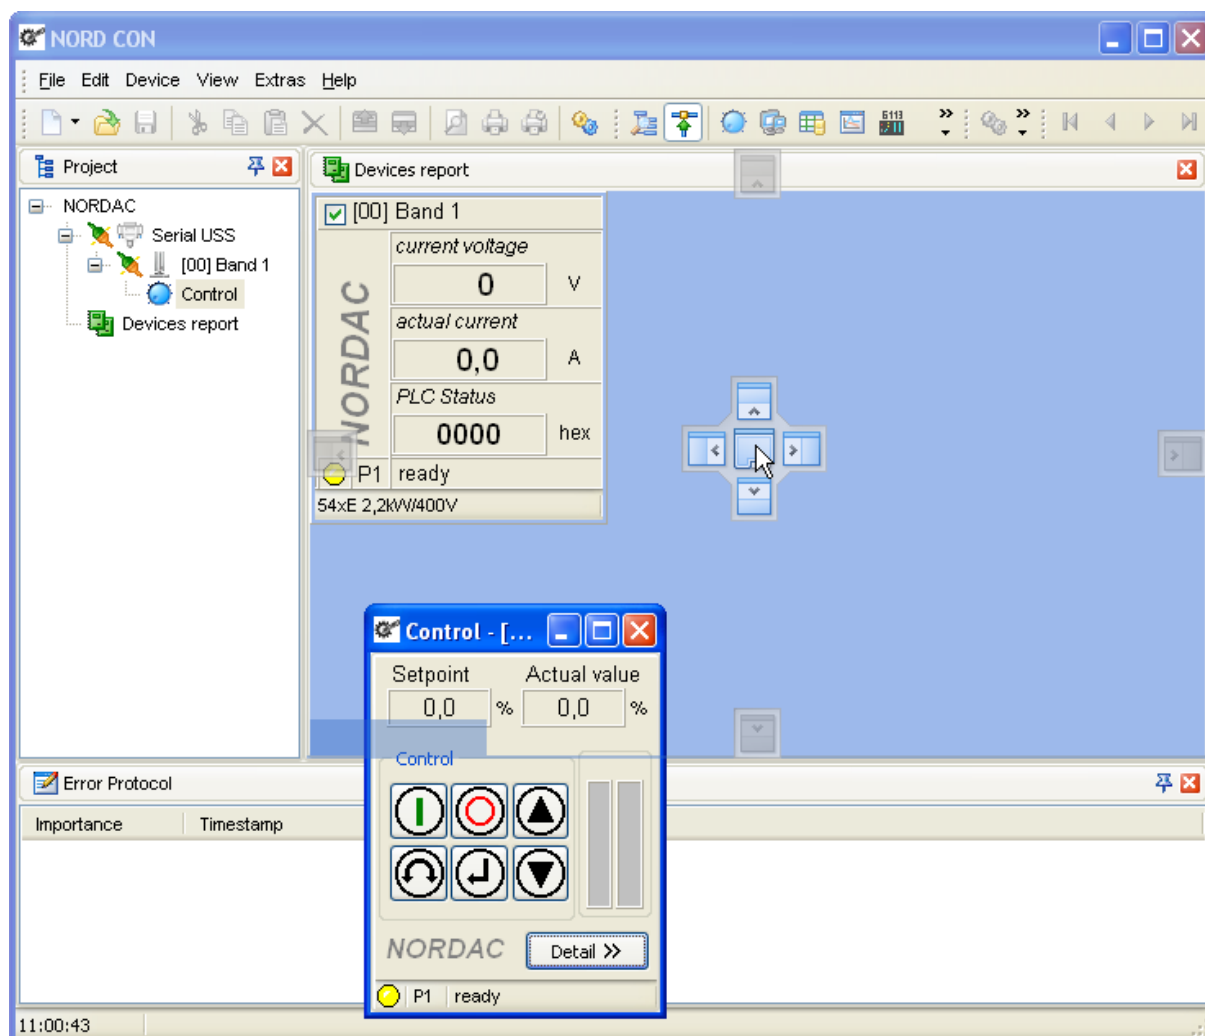 NORD CON
File Edit Device View Extras Help
6113
Project
Devices report
NORDAC
Serial USS
[00] Band 1
Control
Devices report
[00] Band 1
NORDAC
current voltage
0 V
actual current
0,0 A
PLC Status
0000 hex
P1 ready
54xE 2,2kW/400V
Control - [...
Setpoint Actual value
0,0 % 0,0 %
Control
NORDAC
Detail >>
P1 ready
Error Protocol
Importance Timestamp
11:00:43